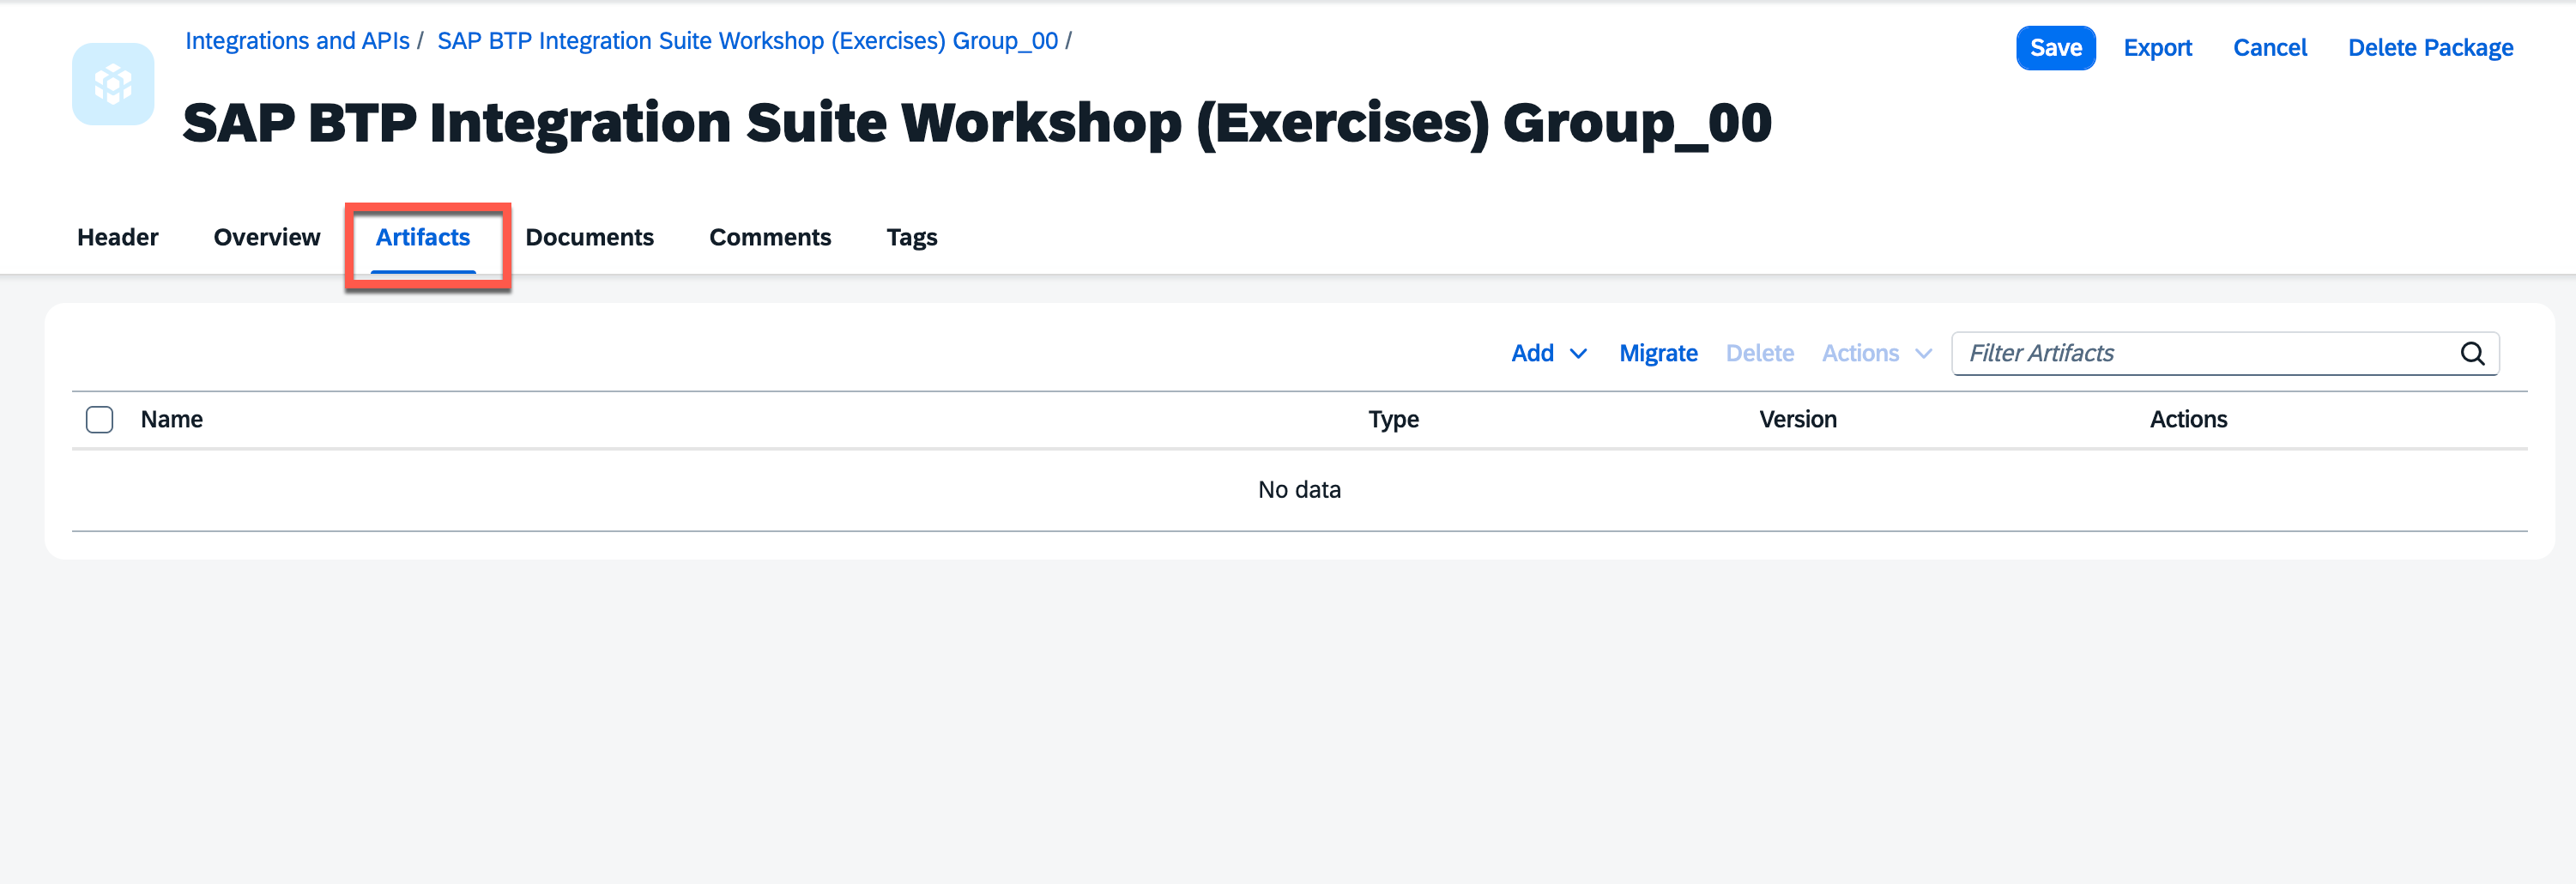 Integrations and APIs / SAP BTP Integration Suite Workshop (Exercises) Group_00 /
Save Export Cancel Delete Package
SAP BTP Integration Suite Workshop (Exercises) Group_00
Header Overview Artifacts Documents Comments Tags
Add Migrate Delete Actions Filter Artifacts
Name Type Version Actions
No data